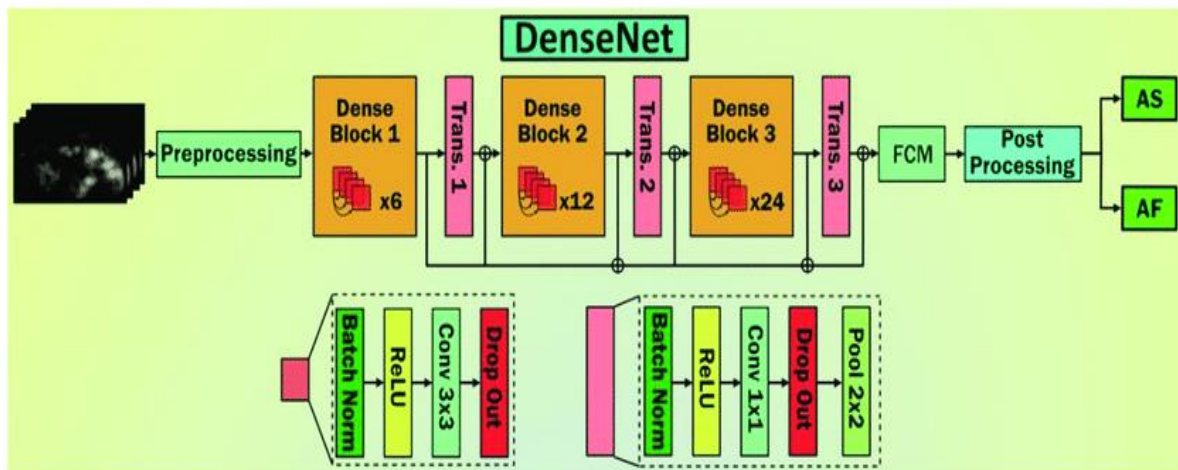 DenseNet
Preprocessing
Dense
Block 1
x6
Trans. 1
Dense
Block 2
x12
Trans. 2
Dense
Block 3
x24
Trans. 3
FCM
Post
Processing
AS
AF
Batch Norm
ReLU
Conv 3x3
Drop Out
Batch Norm
ReLU
Conv 1x1
Drop Out
Pool 2x2